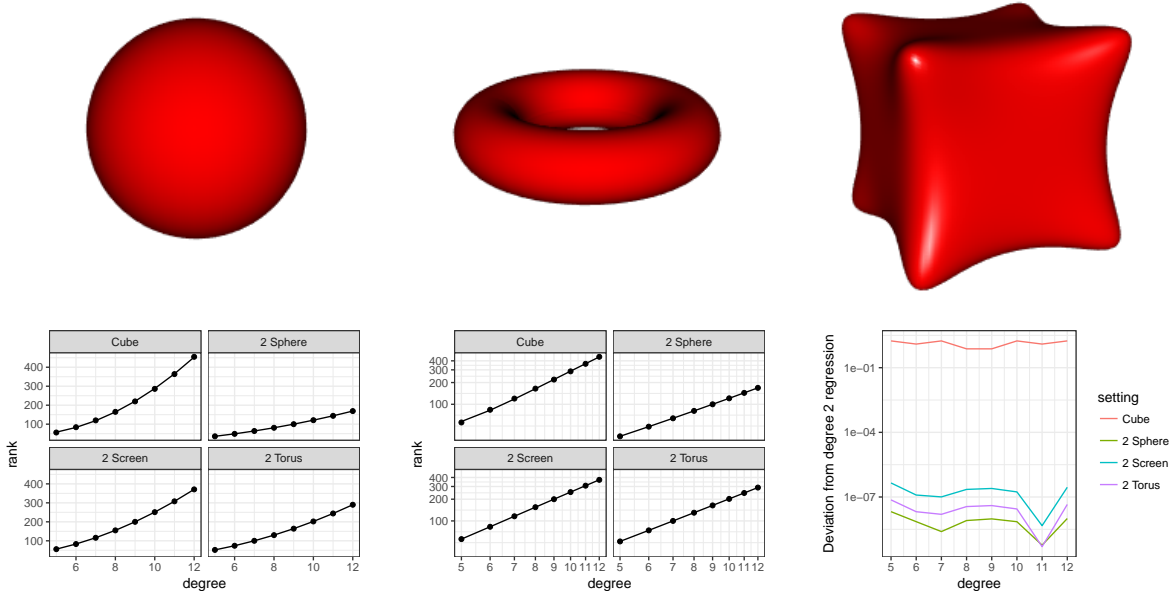 Cube 2 Sphere
400
300
200
100
2 Screen 2 Torus
400
300
200
100
6 8 10 12 6 8 10 12
rank
degree
Cube 2 Sphere
400
300
200
100
2 Screen 2 Torus
400
300
200
100
5 6 7 8 9 10 11 12 5 6 7 8 9 10 11 12
rank
degree
Deviation from degree 2 regression
1e−01
1e−04
1e−07
5 6 7 8 9 10 11 12
degree
setting
Cube
2 Sphere
2 Screen
2 Torus